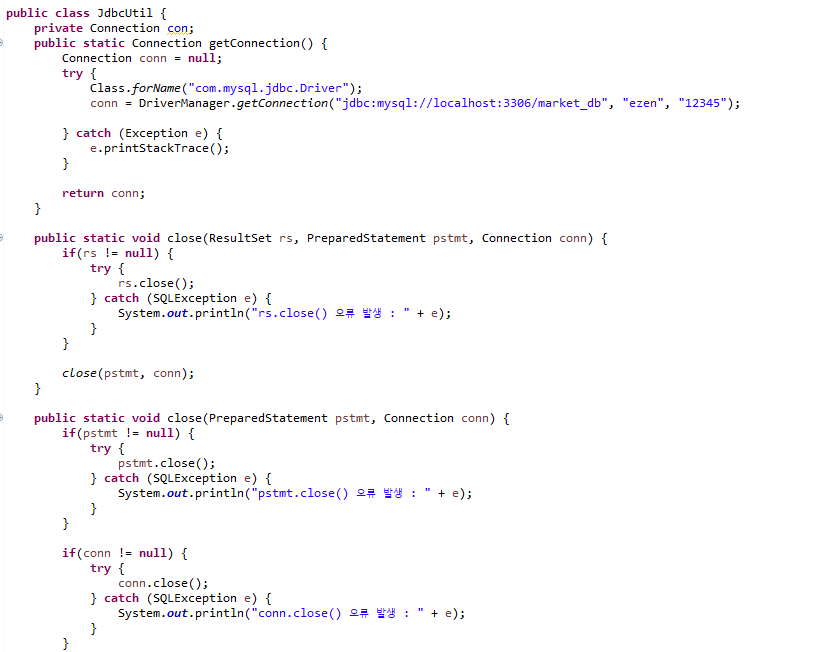 public class JdbcUtil {
private Connection con;
public static Connection getConnection() {
Connection conn = null;
try {
Class.forName("com.mysql.jdbc.Driver");
conn = DriverManager.getConnection("jdbc:mysql://localhost:3306/market_db", "ezen", "12345");
} catch (Exception e) {
e.printStackTrace();
}
return conn;
}
public static void close(ResultSet rs, PreparedStatement pstmt, Connection conn) {
if(rs != null) {
try {
rs.close();
} catch (SQLException e) {
System.out.println("rs.close() 오류 발생 : " + e);
}
}
close(pstmt, conn);
}
public static void close(PreparedStatement pstmt, Connection conn) {
if(pstmt != null) {
try {
pstmt.close();
} catch (SQLException e) {
System.out.println("pstmt.close() 오류 발생 : " + e);
}
}
if(conn != null) {
try {
conn.close();
} catch (SQLException e) {
System.out.println("conn.close() 오류 발생 : " + e);
}
}